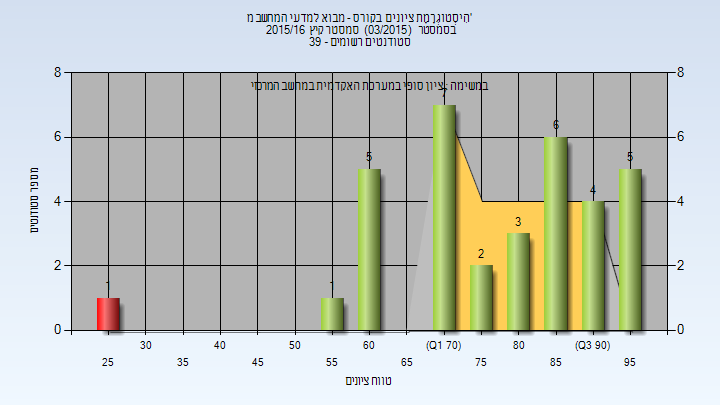 היסטוגרמת ציונים בקורס - מבוא למדעי המחשב מ'
בסמסטר (03/2015) סמסטר קיץ 2015/16
סטודנטים רשומים - 39
במשימה - ציון סופי במערכת האקדמית במחשב המרכזי
8 8
7
6 6
6
5 5
4 4
4
3
2 2
2
1 1
0 0
מספר סטודנטים
30 40 50 60 (Q1 70) 80 (Q3 90)
25 35 45 55 65 75 85 95
טווח ציונים